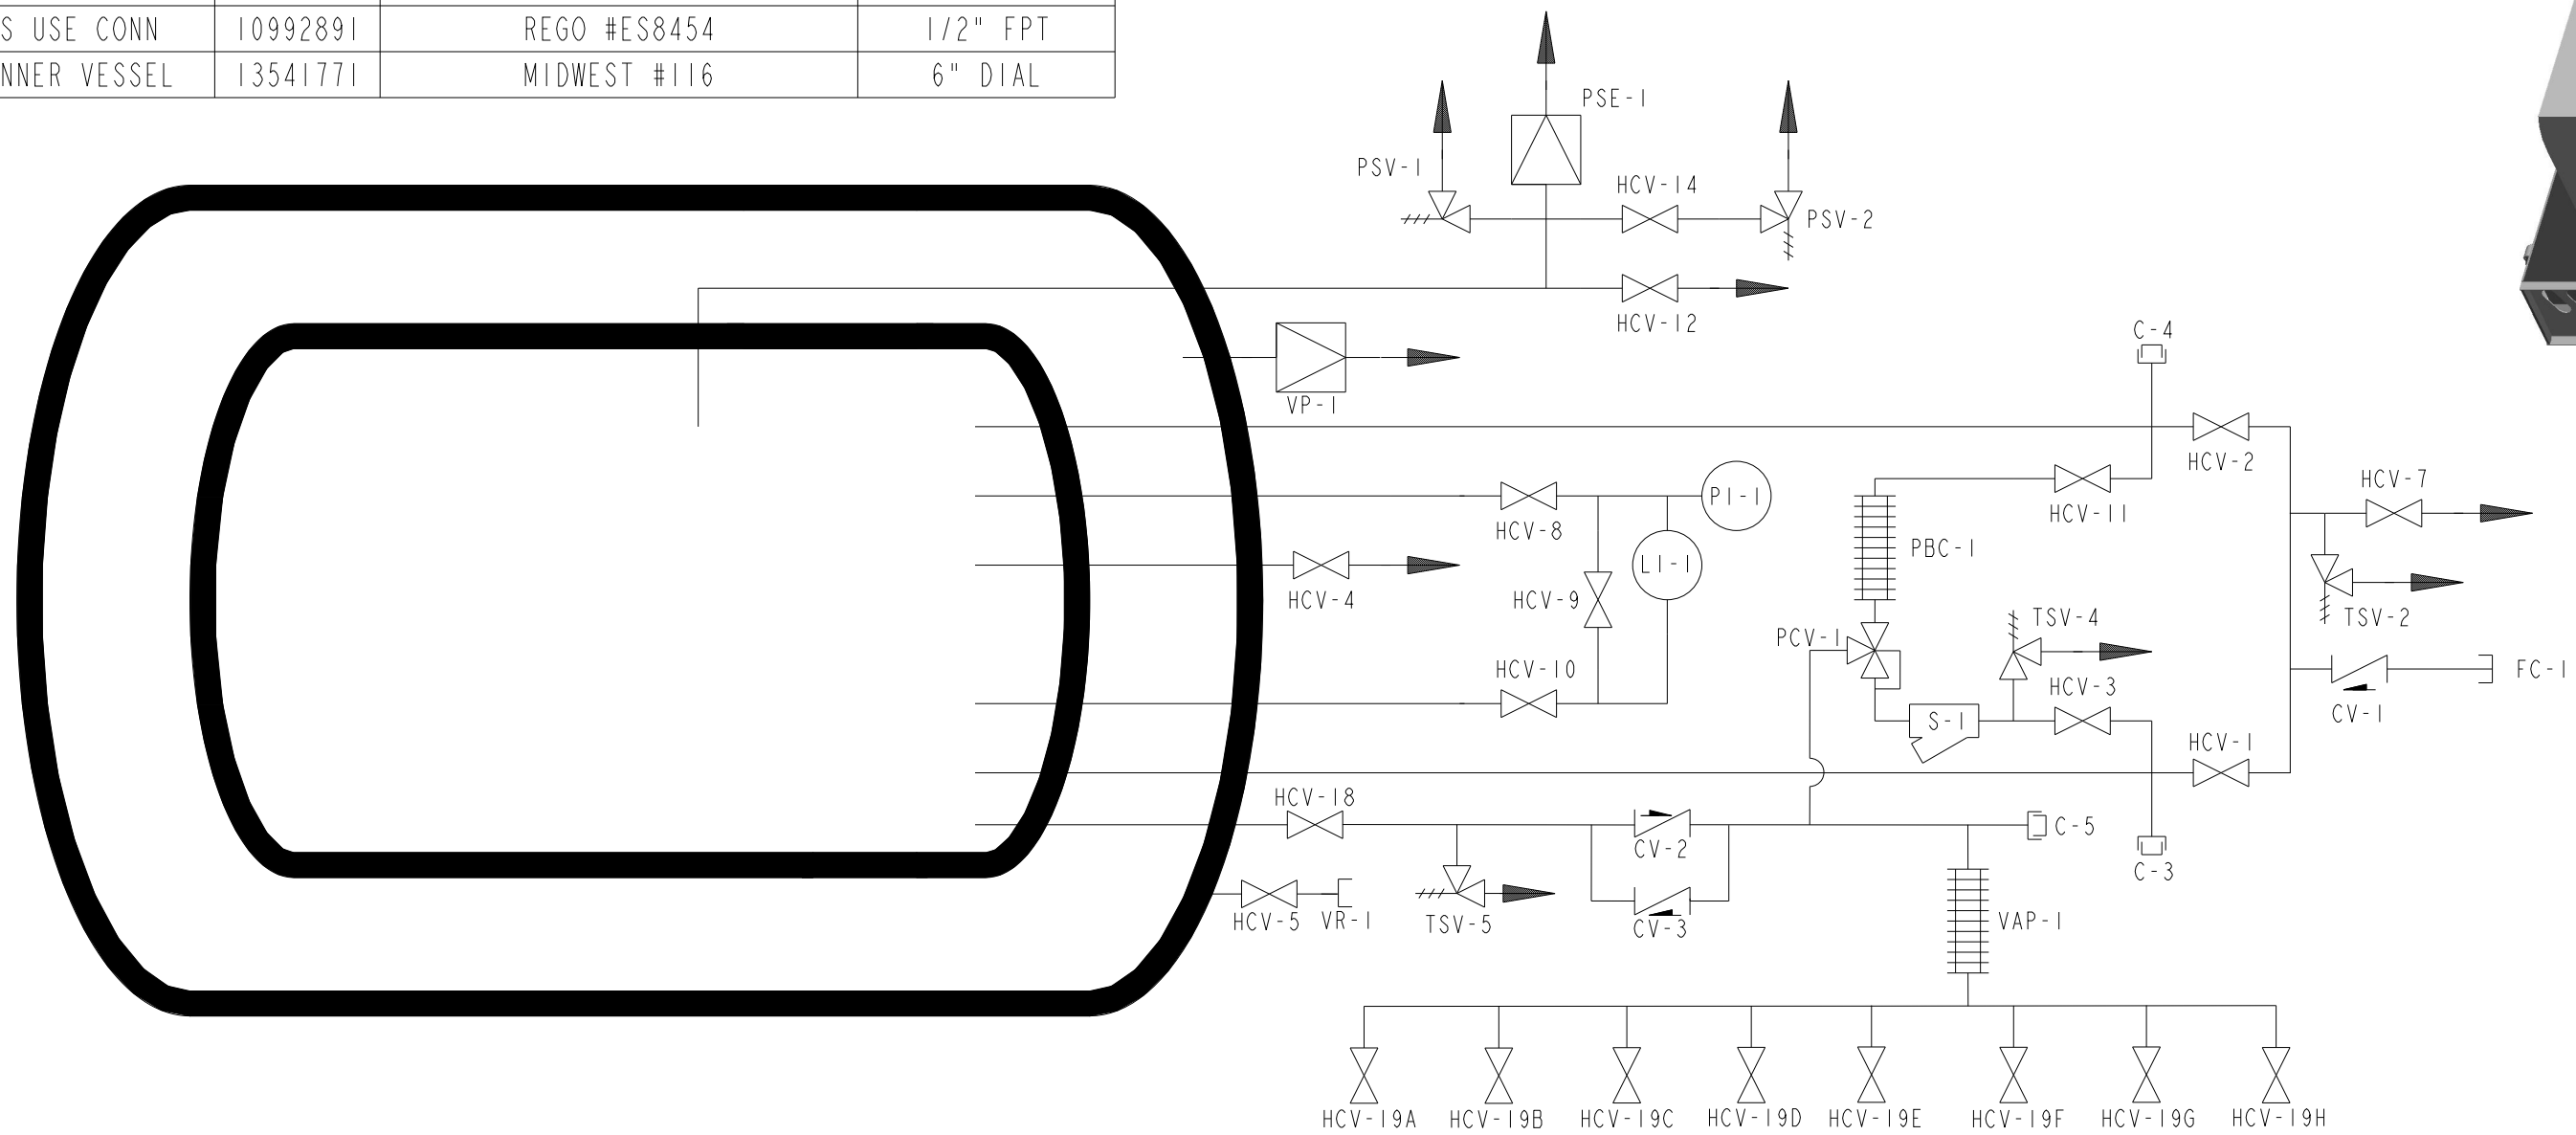 S USE CONN 10992891 REGO #ES8454 1/2" FPT
NNER VESSEL 13541771 MIDWEST #116 6" DIAL
PSE-1
PSV-1
HCV-14
PSV-2
HCV-12
VP-1
C-4
HCV-2
HCV-7
HCV-11
PI-1
HCV-8
PBC-1
LI-1
HCV-4
HCV-9
TSV-2
TSV-4
PCV-1
HCV-10
HCV-3
FC-1
S-1
CV-1
HCV-1
HCV-18
C-5
CV-2
C-3
HCV-5
VR-1
TSV-5
CV-3
VAP-1
HCV-19A HCV-19B HCV-19C HCV-19D HCV-19E HCV-19F HCV-19G HCV-19H